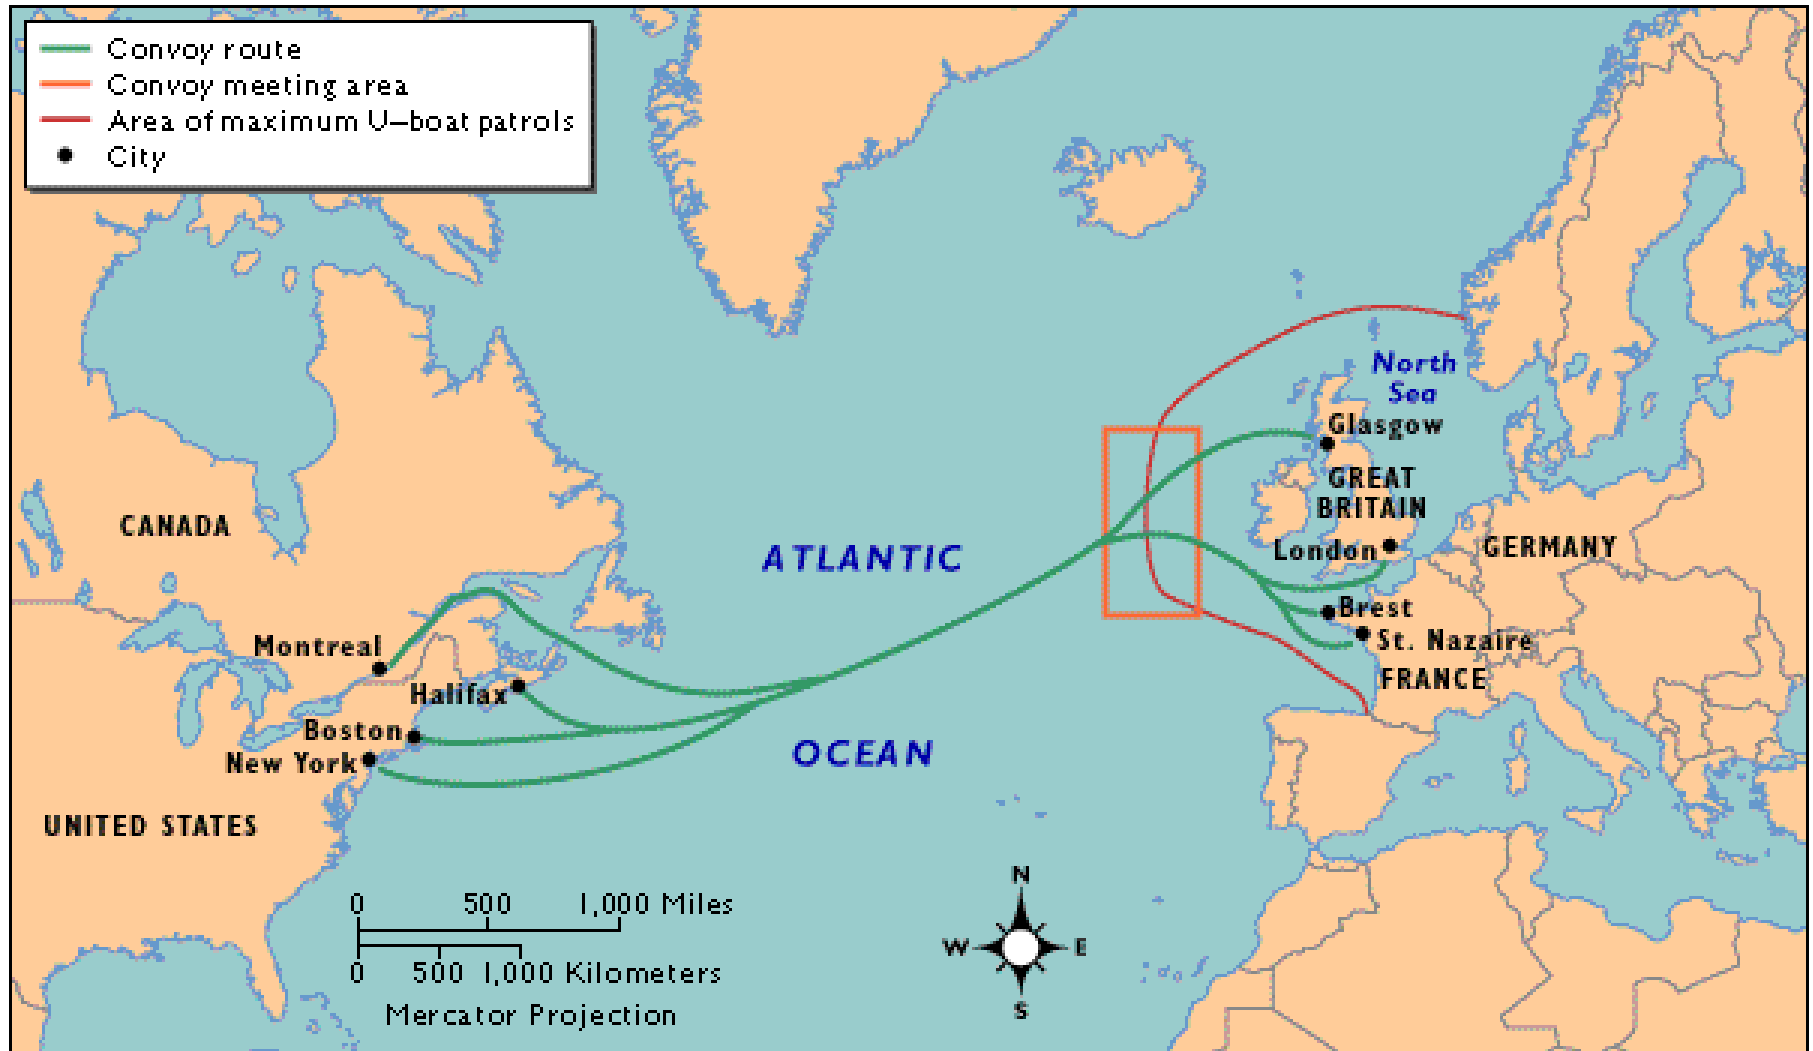 Convoy route
Convoy meeting area
Area of maximum U–boat patrols
City
North
Sea
Glasgow
GREAT
BRITAIN
CANADA
ATLANTIC
London
GERMANY
Brest
Montreal
St. Nazaire
Halifax
FRANCE
Boston
New York
OCEAN
UNITED STATES
N
W E
S
0 500 1,000 Miles
0 500 1,000 Kilometers
Mercator Projection